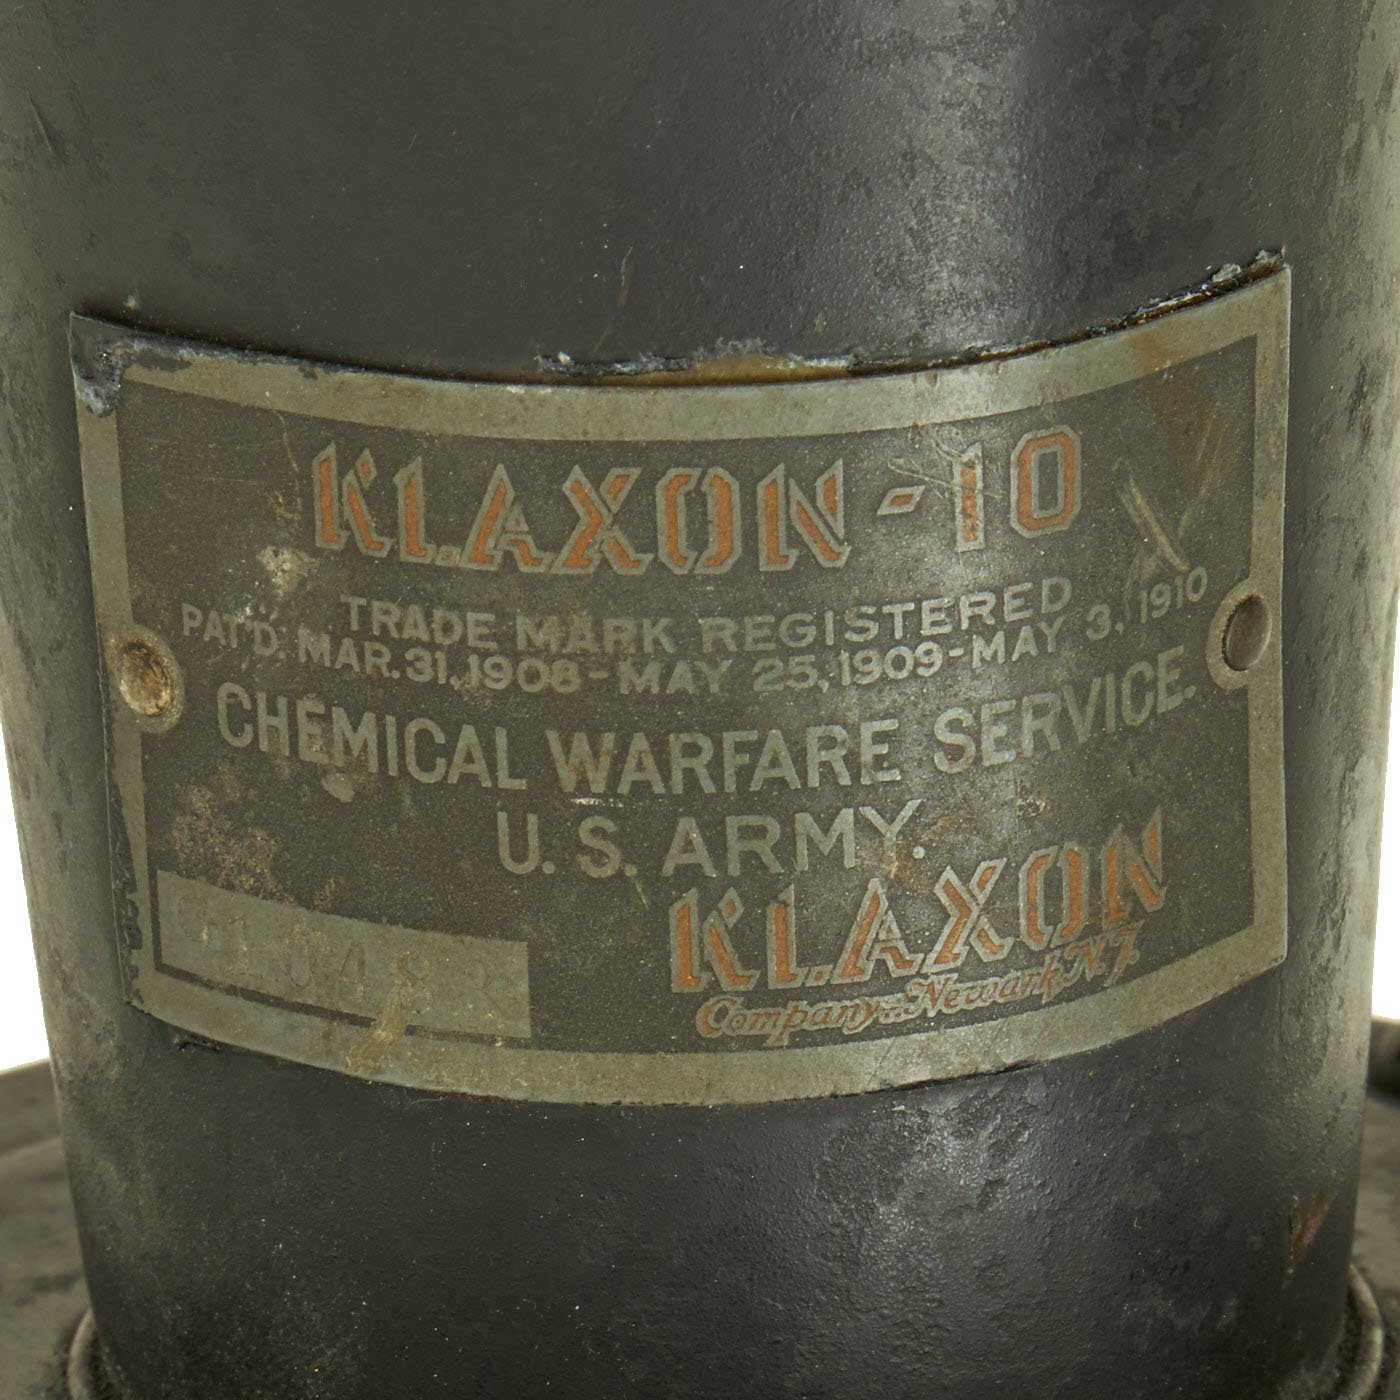 KLAXON-10
TRADE MARK REGISTERED
PAT'D. MAR. 31, 1908 - MAY 25, 1909 - MAY 3, 1910
CHEMICAL WARFARE SERVICE.
U. S. ARMY.
KLAXON
Company Newark, N.J.